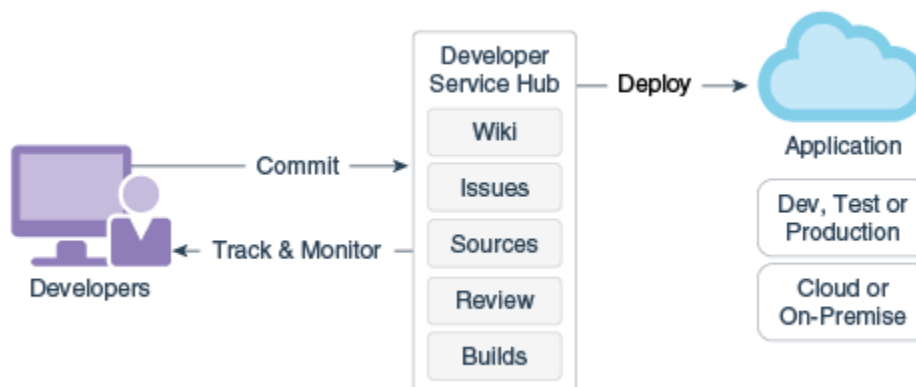 Developer
Service Hub
Wiki
Issues
Sources
Review
Builds
Commit
Track & Monitor
Developers
Deploy
Application
Dev, Test or
Production
Cloud or
On-Premise